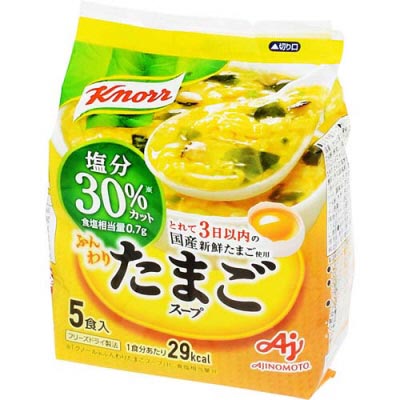 ▲切り口
Knorr
塩分
30%※
カット
食塩相当量0.7g
とれて3日以内の
国産新鮮たまご使用
ふんわり
たまご
スープ
5食入
フリーズドライ製法
1食分あたり29kcal
Aj
AJINOMOTO